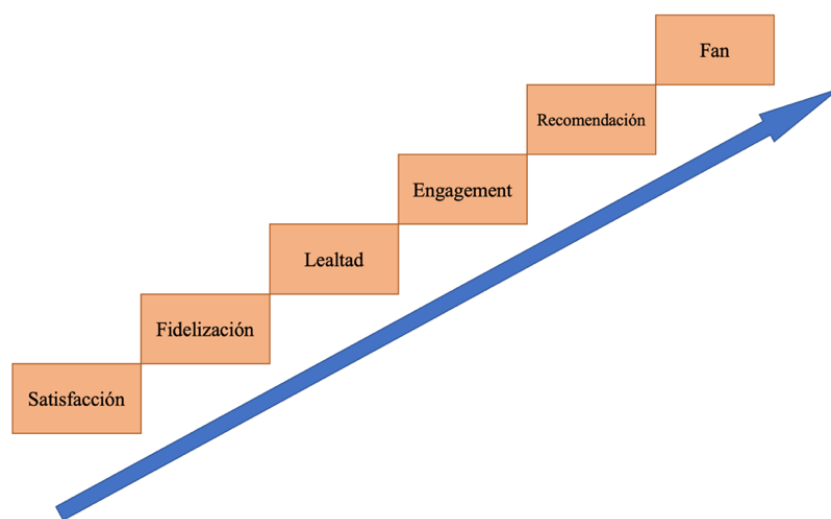 Fan
Recomendación
Engagement
Lealtad
Fidelización
Satisfacción